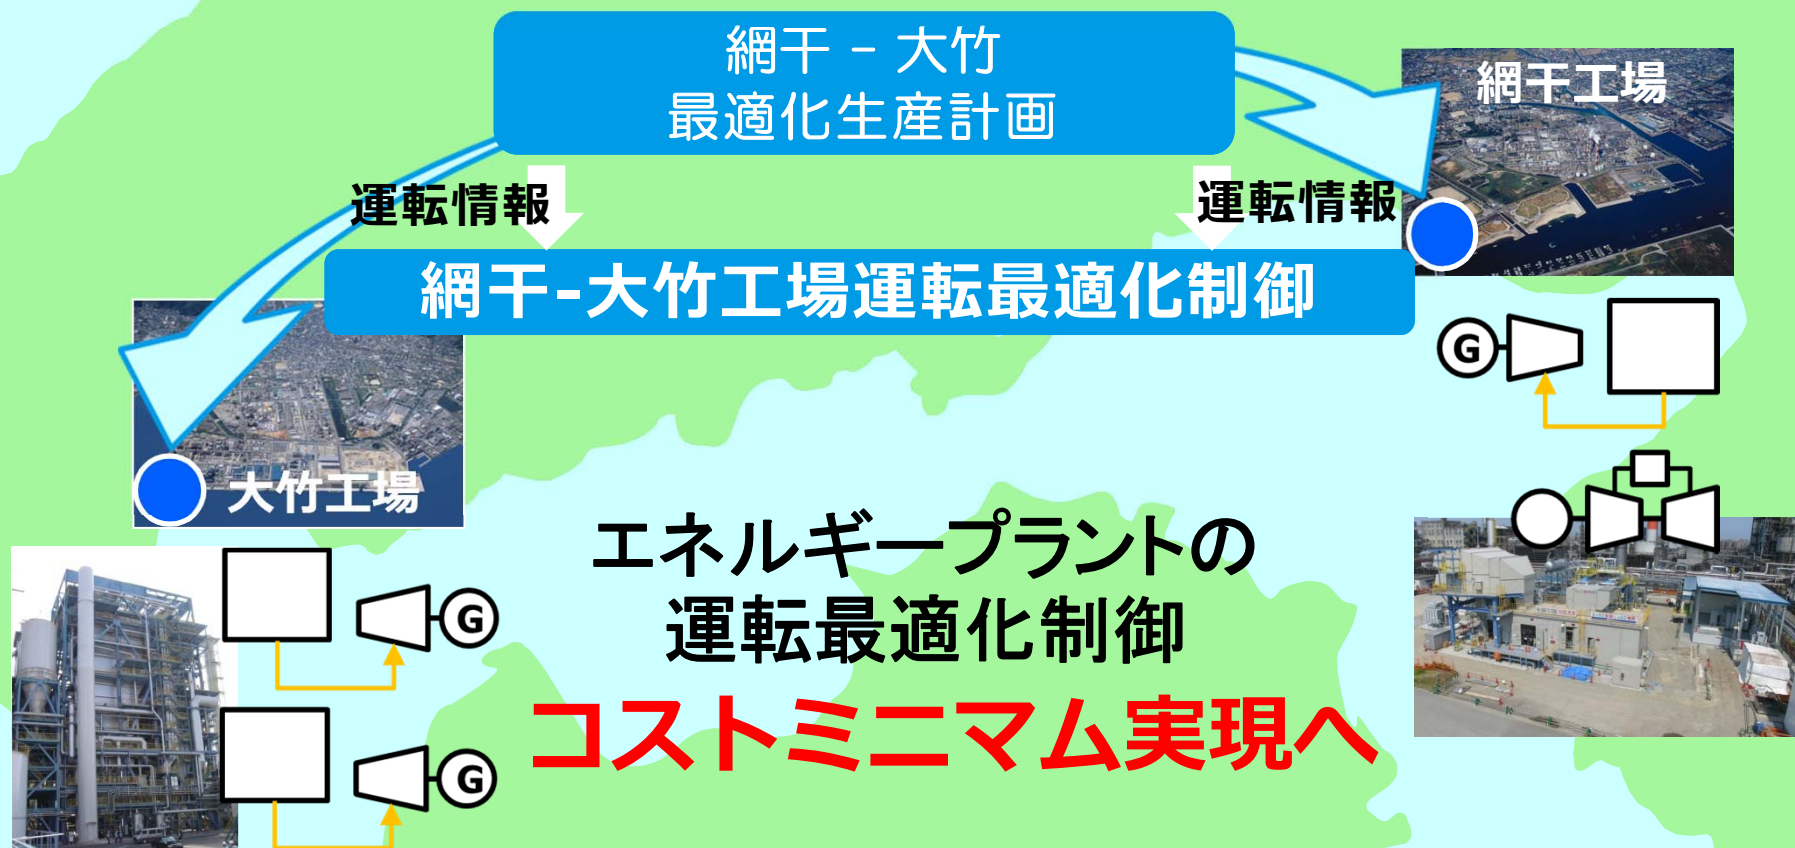 網干 – 大竹
最適化生産計画
網干工場
運転情報
運転情報
網干-大竹工場運転最適化制御
G
大竹工場
エネルギープラントの
運転最適化制御
コストミニマム実現へ
G
G